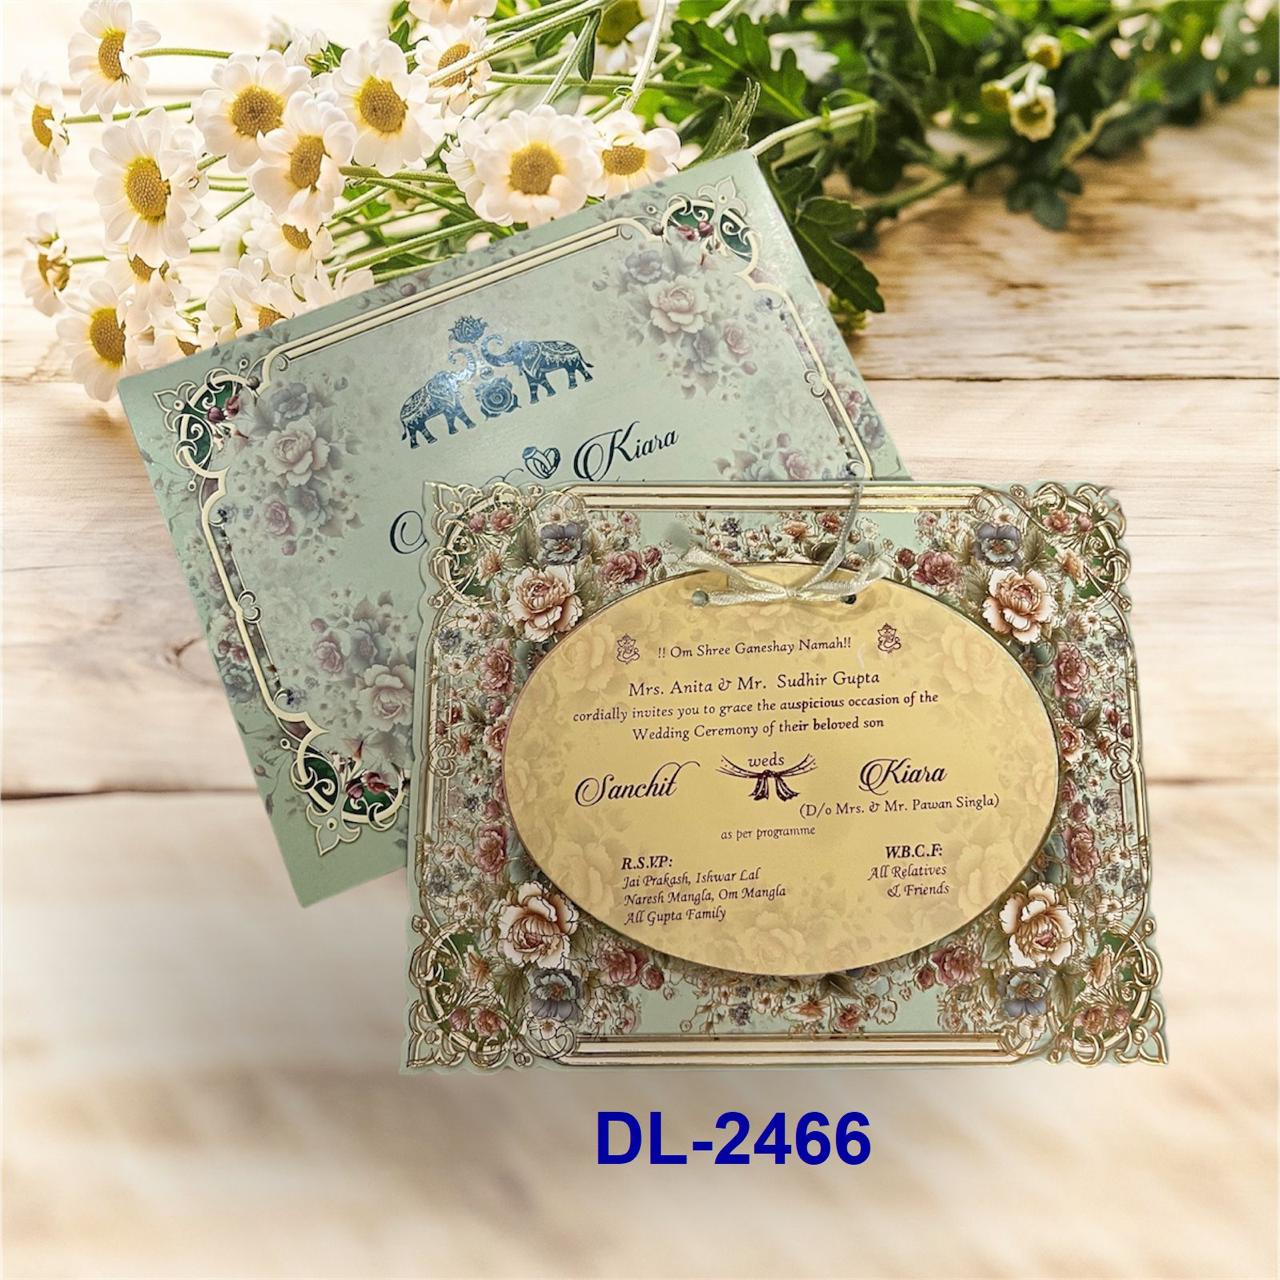 Kiara
!! Om Shree Ganeshay Namah!!
Mrs. Anita & Mr. Sudhir Gupta
cordially invites you to grace the auspicious occasion of the
Wedding Ceremony of their beloved son
Sanchit weds Kiara
(D/o Mrs. & Mr. Pawan Singla)
as per programme
R.S.V.P:
Jai Prakash, Ishwar Lal
Naresh Mangla, Om Mangla
All Gupta Family
W.B.C.F:
All Relatives
& Friends
DL-2466